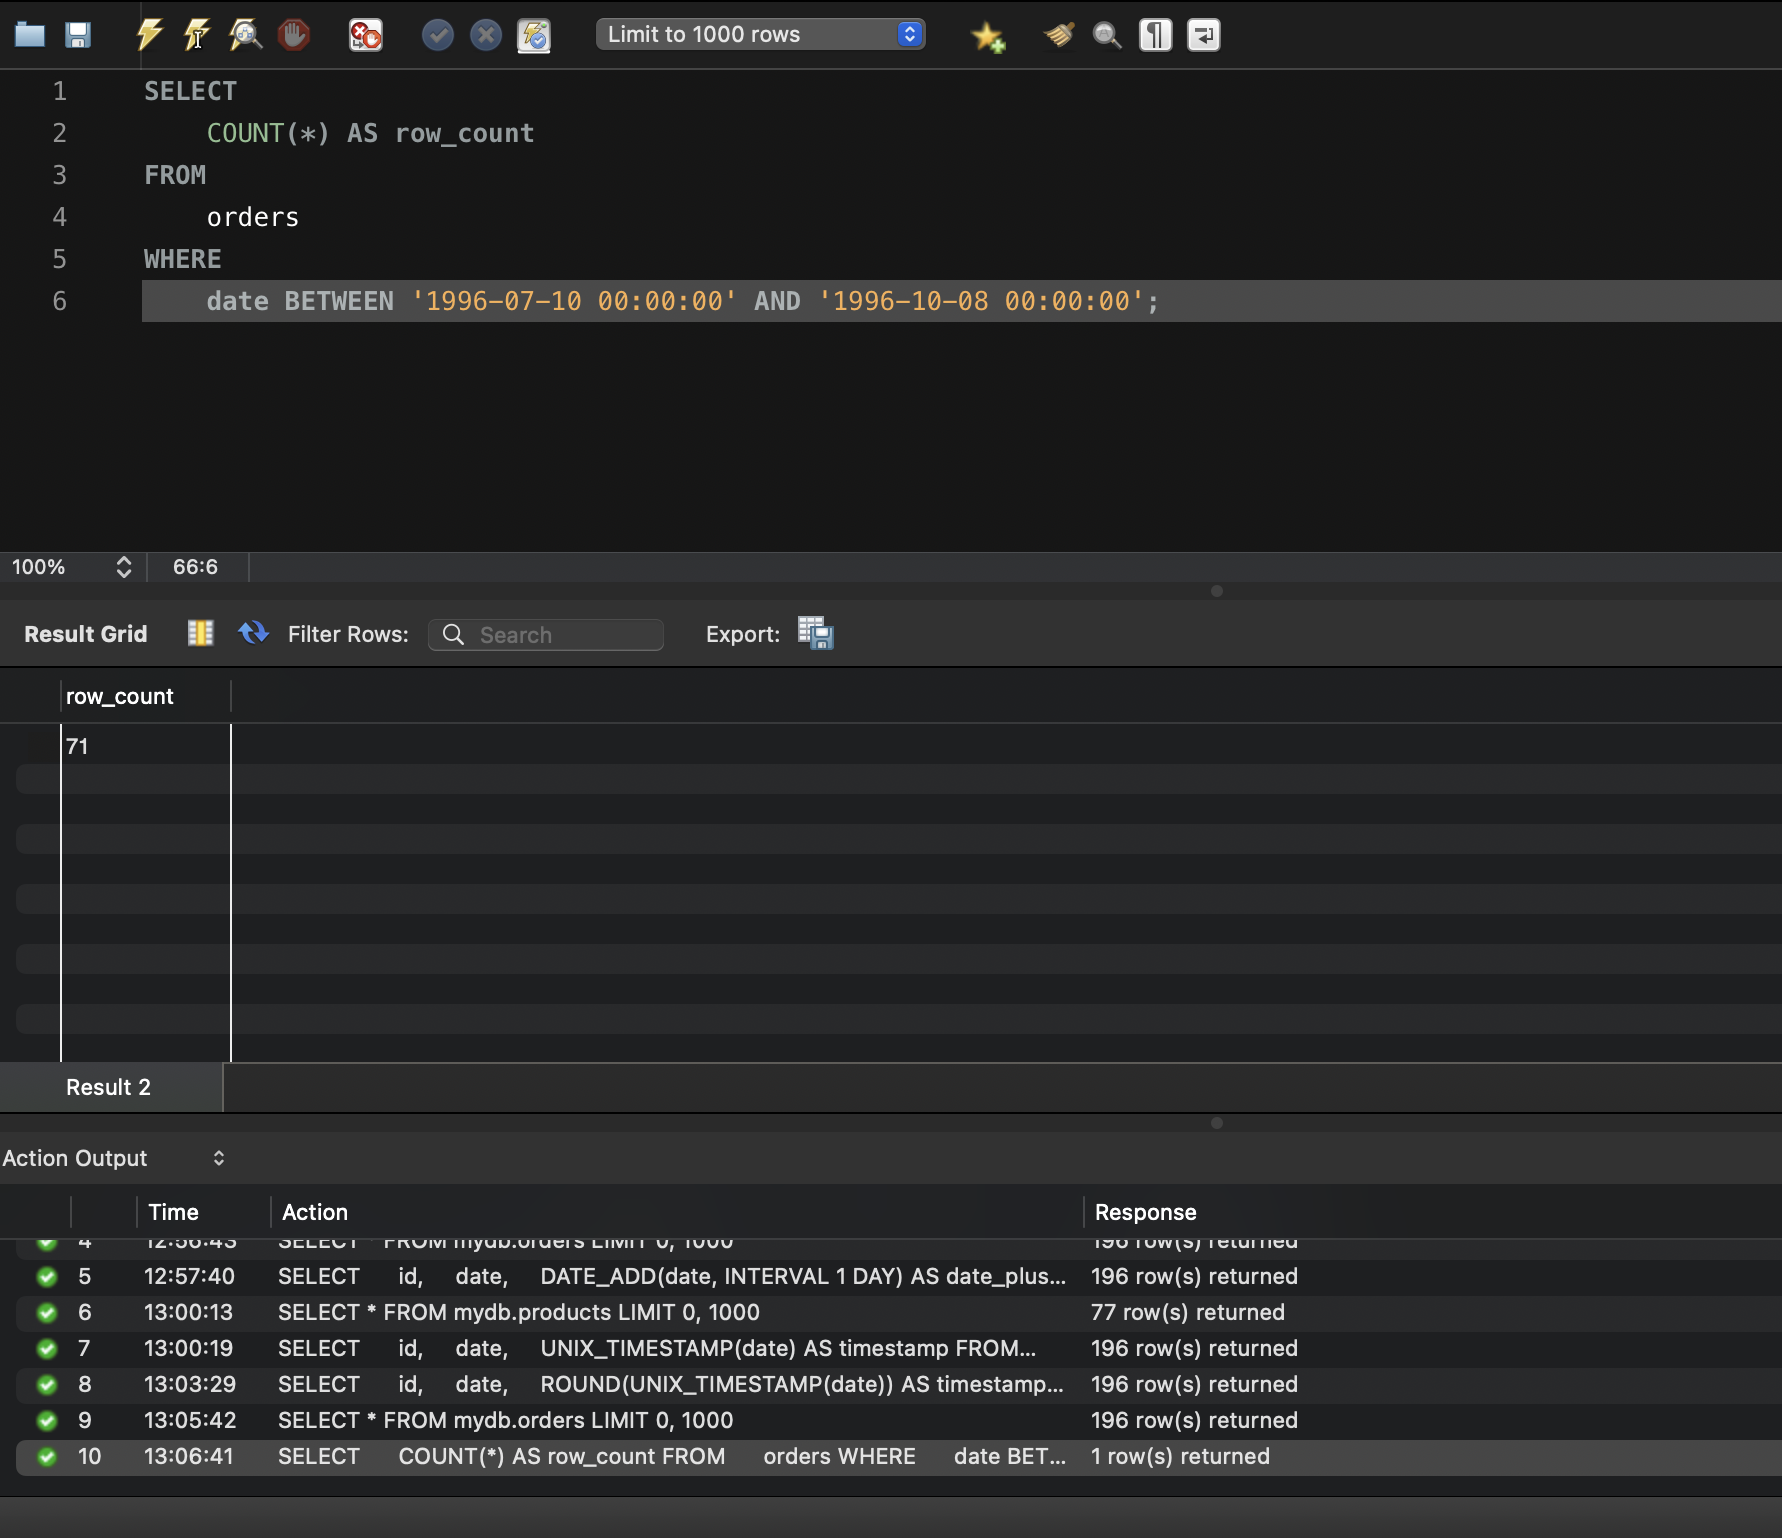 Limit to 1000 rows
1 SELECT
2 COUNT(*) AS row_count
3 FROM
4 orders
5 WHERE
6 date BETWEEN '1996-07-10 00:00:00' AND '1996-10-08 00:00:00';
100% 66:6
Result Grid Filter Rows: Search Export:
row_count
71
Result 2
Action Output
Time Action Response
4 12:56:43 SELECT * FROM mydb.orders LIMIT 0, 1000 196 row(s) returned
5 12:57:40 SELECT id, date, DATE_ADD(date, INTERVAL 1 DAY) AS date_plus... 196 row(s) returned
6 13:00:13 SELECT * FROM mydb.products LIMIT 0, 1000 77 row(s) returned
7 13:00:19 SELECT id, date, UNIX_TIMESTAMP(date) AS timestamp FROM... 196 row(s) returned
8 13:03:29 SELECT id, date, ROUND(UNIX_TIMESTAMP(date)) AS timestamp... 196 row(s) returned
9 13:05:42 SELECT * FROM mydb.orders LIMIT 0, 1000 196 row(s) returned
10 13:06:41 SELECT COUNT(*) AS row_count FROM orders WHERE date BET... 1 row(s) returned